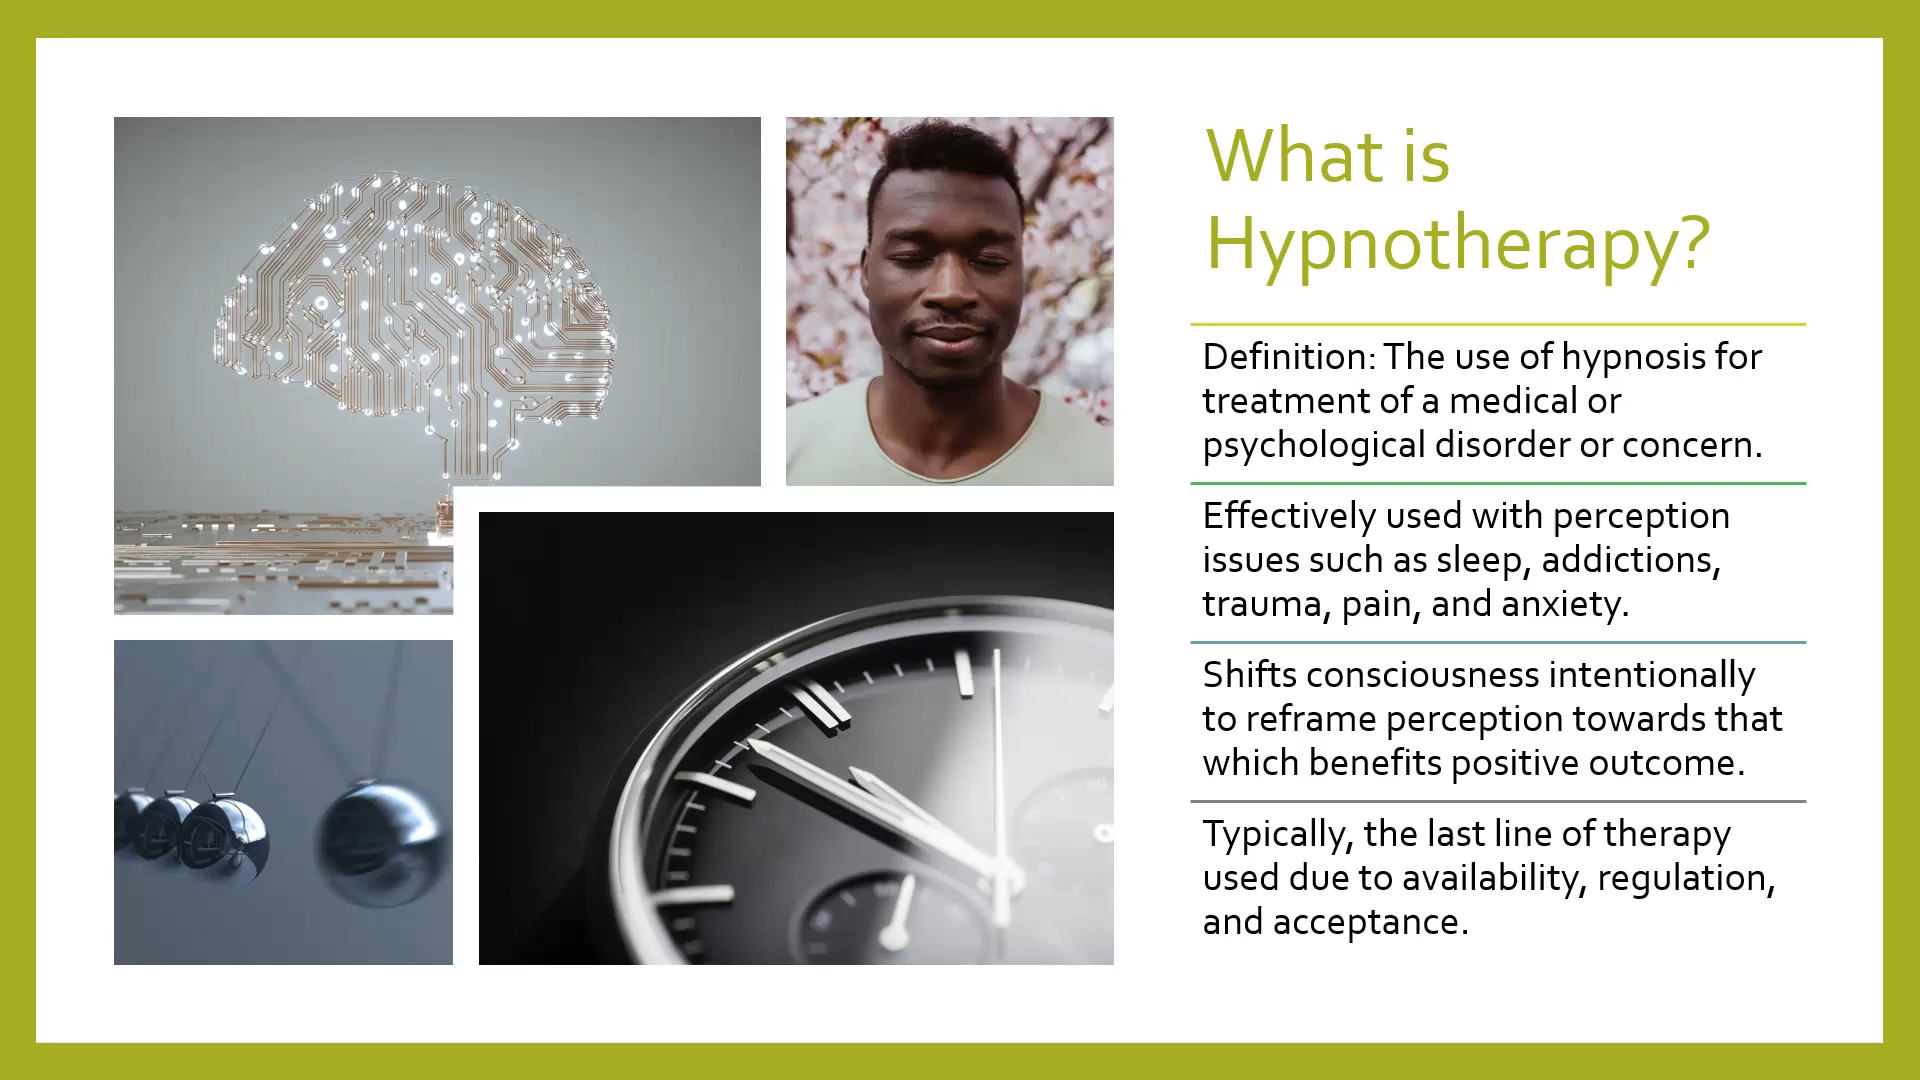 What is
Hypnotherapy?
Definition: The use of hypnosis for
treatment of a medical or
psychological disorder or concern.
Effectively used with perception
issues such as sleep, addictions,
trauma, pain, and anxiety.
Shifts consciousness intentionally
to reframe perception towards that
which benefits positive outcome.
Typically, the last line of therapy
used due to availability, regulation,
and acceptance.